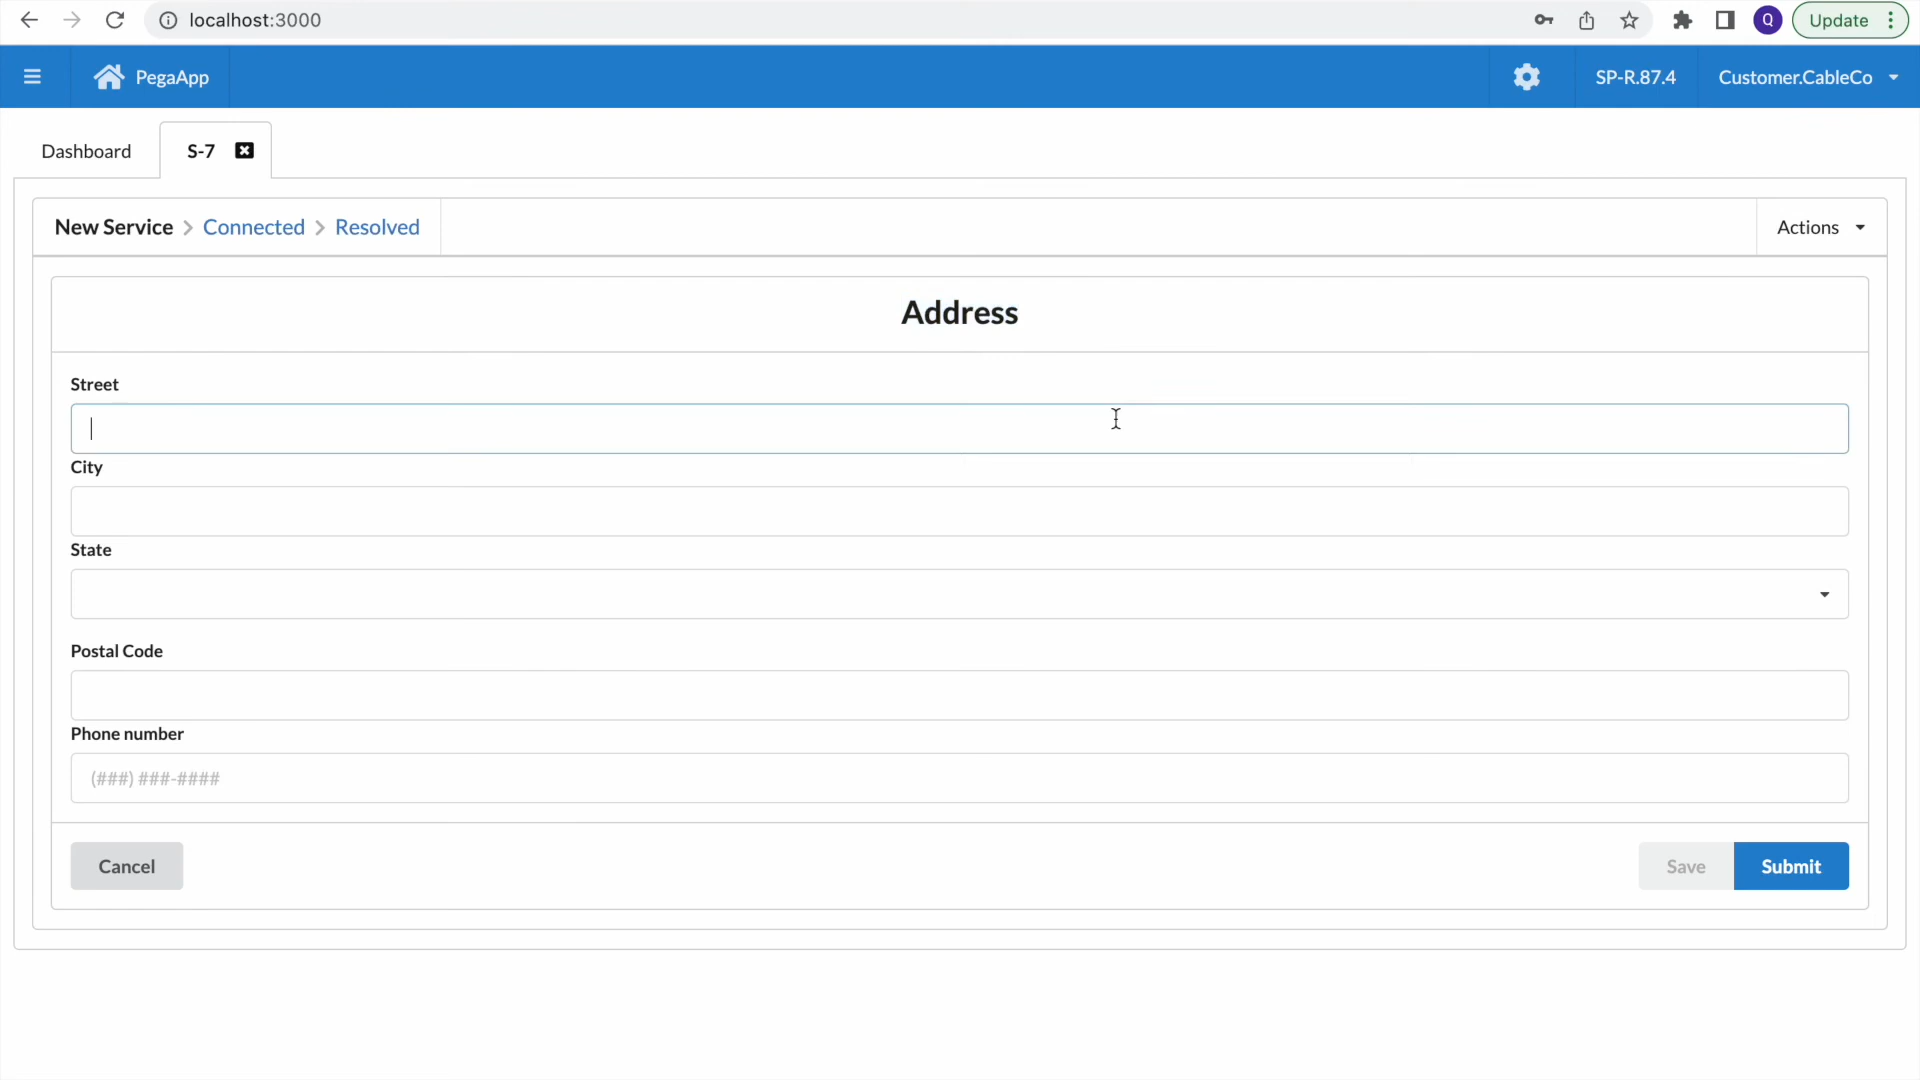 localhost:3000
Q
Update
PegaApp
SP-R.87.4
Customer.CableCo
Dashboard
S-7
New Service
Connected
Resolved
Actions
Address
Street
City
State
Postal Code
Phone number
(###) ###-####
Cancel
Save
Submit